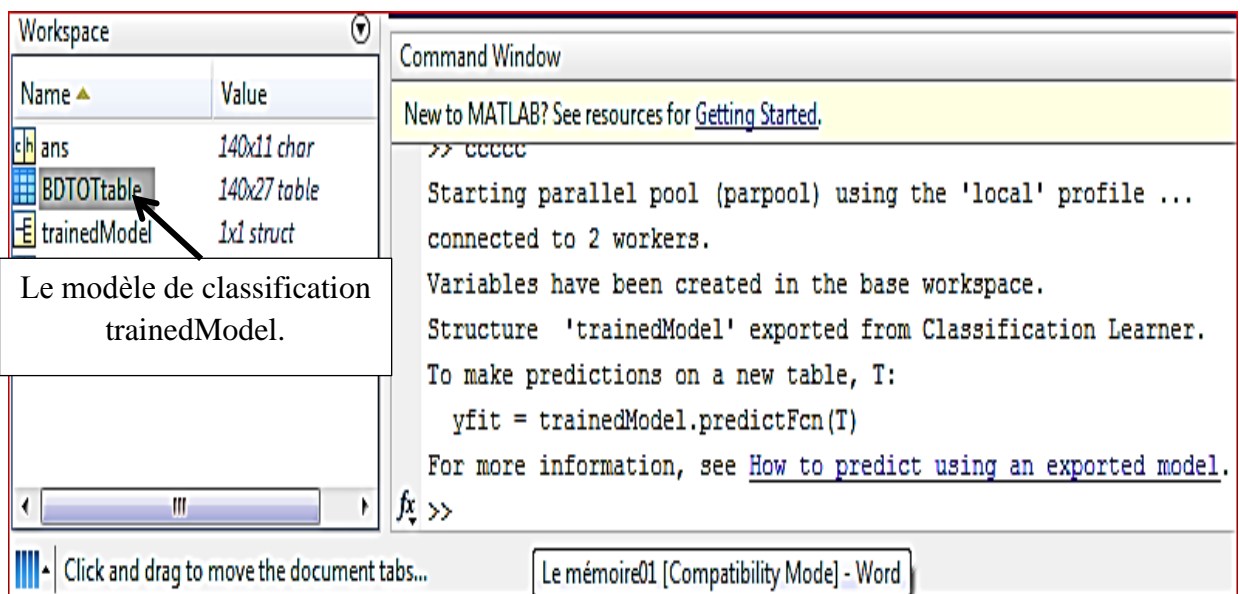 Workspace
Name Value
ans 140x11 char
BDTOTtable 140x27 table
trainedModel 1x1 struct
Le modèle de classification
trainedModel.
Command Window
New to MATLAB? See resources for Getting Started.
>> ccccc
Starting parallel pool (parpool) using the 'local' profile ...
connected to 2 workers.
Variables have been created in the base workspace.
Structure 'trainedModel' exported from Classification Learner.
To make predictions on a new table, T:
yfit = trainedModel.predictFcn(T)
For more information, see How to predict using an exported model.
fx >>
Click and drag to move the document tabs...
Le mémoire01 [Compatibility Mode] - Word